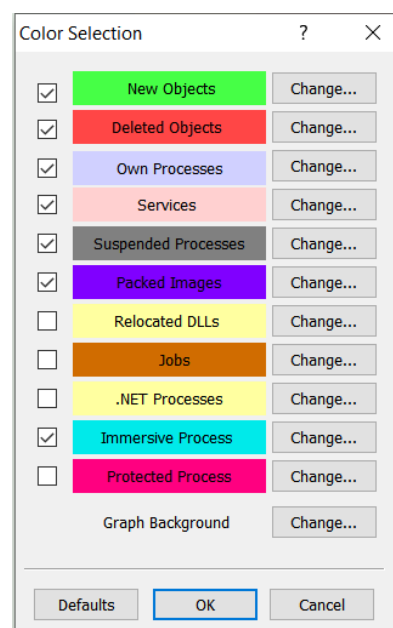 Color Selection ?
New Objects Change...
Deleted Objects Change...
Own Processes Change...
Services Change...
Suspended Processes Change...
Packed Images Change...
Relocated DLLs Change...
Jobs Change...
.NET Processes Change...
Immersive Process Change...
Protected Process Change...
Graph Background Change...
Defaults OK Cancel